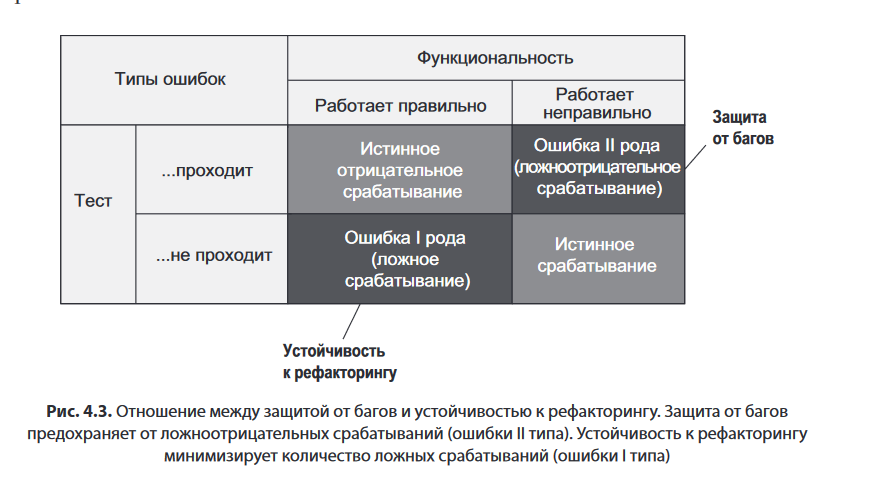 Типы ошибок
Функциональность
Работает правильно
Работает
неправильно
Защита
от багов
Тест
...проходит
Истинное
отрицательное
срабатывание
Ошибка II рода
(ложноотрицательное
срабатывание)
...не проходит
Ошибка I рода
(ложное
срабатывание)
Истинное
срабатывание
Устойчивость
к рефакторингу
Рис. 4.3. Отношение между защитой от багов и устойчивостью к рефакторингу. Защита от багов
предохраняет от ложноотрицательных срабатываний (ошибки II типа). Устойчивость к рефакторингу
минимизирует количество ложных срабатываний (ошибки I типа)